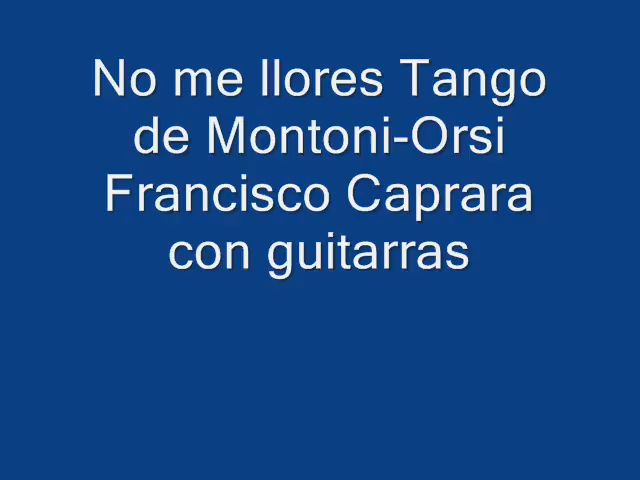 No me llores Tango
de Montoni-Orsi
Francisco Caprara
con guitarras